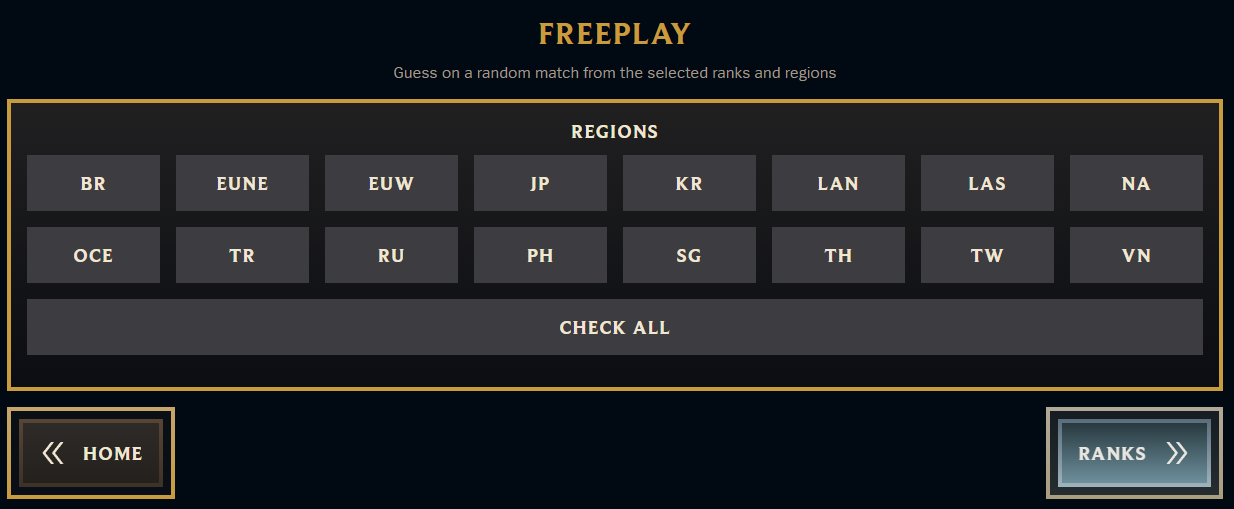 FREEPLAY
Guess on a random match from the selected ranks and regions
REGIONS
BR EUNE EUW JP KR LAN LAS NA
OCE TR RU PH SG TH TW VN
CHECK ALL
HOME RANKS